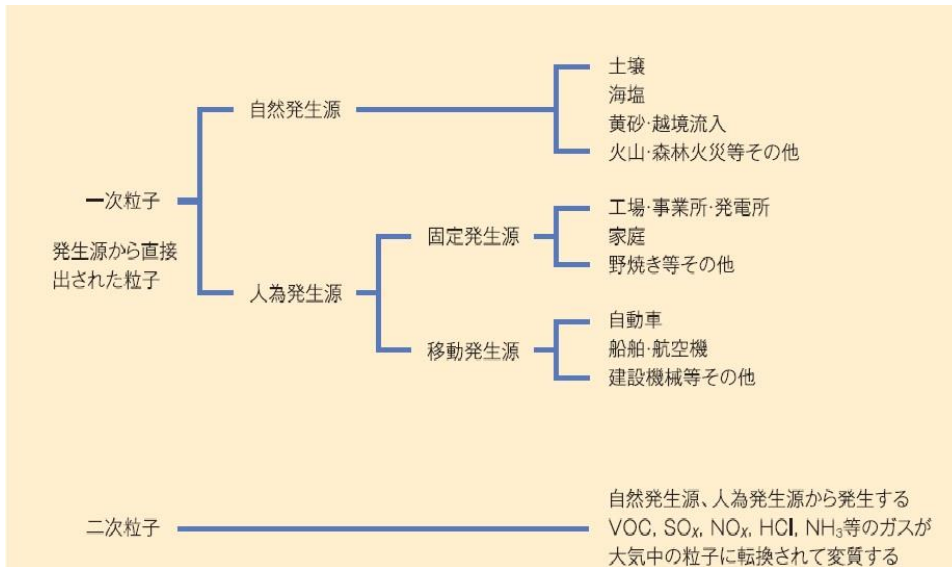 一次粒子
発生源から直接
出された粒子
自然発生源
土壌
海塩
黄砂･越境流入
火山･森林火災等その他
人為発生源
固定発生源
工場･事業所･発電所
家庭
野焼き等その他
移動発生源
自動車
船舶･航空機
建設機械等その他
二次粒子
自然発生源、人為発生源から発生する
VOC, SOx, NOx, HCl, NH₃等のガスが
大気中の粒子に転換されて変質する